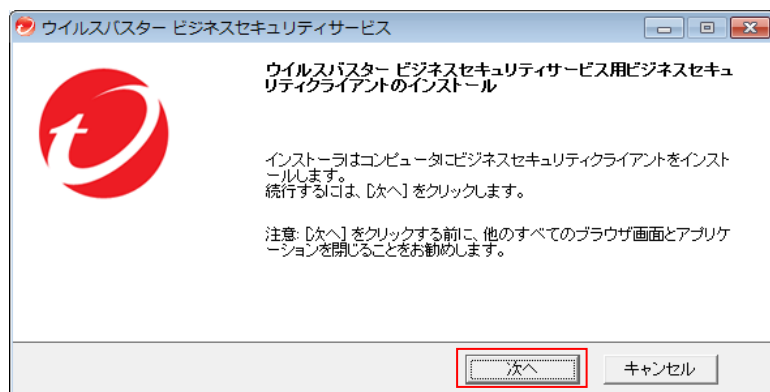 ウイルスバスター ビジネスセキュリティサービス
ウイルスバスター ビジネスセキュリティサービス用ビジネスセキュ
リティクライアントのインストール
インストーラはコンピュータにビジネスセキュリティクライアントをインスト
ールします。
続行するには、[次へ] をクリックします。
注意: [次へ] をクリックする前に、他のすべてのブラウザ画面とアプリケ
ーションを閉じることをお勧めします。
次へ
キャンセル